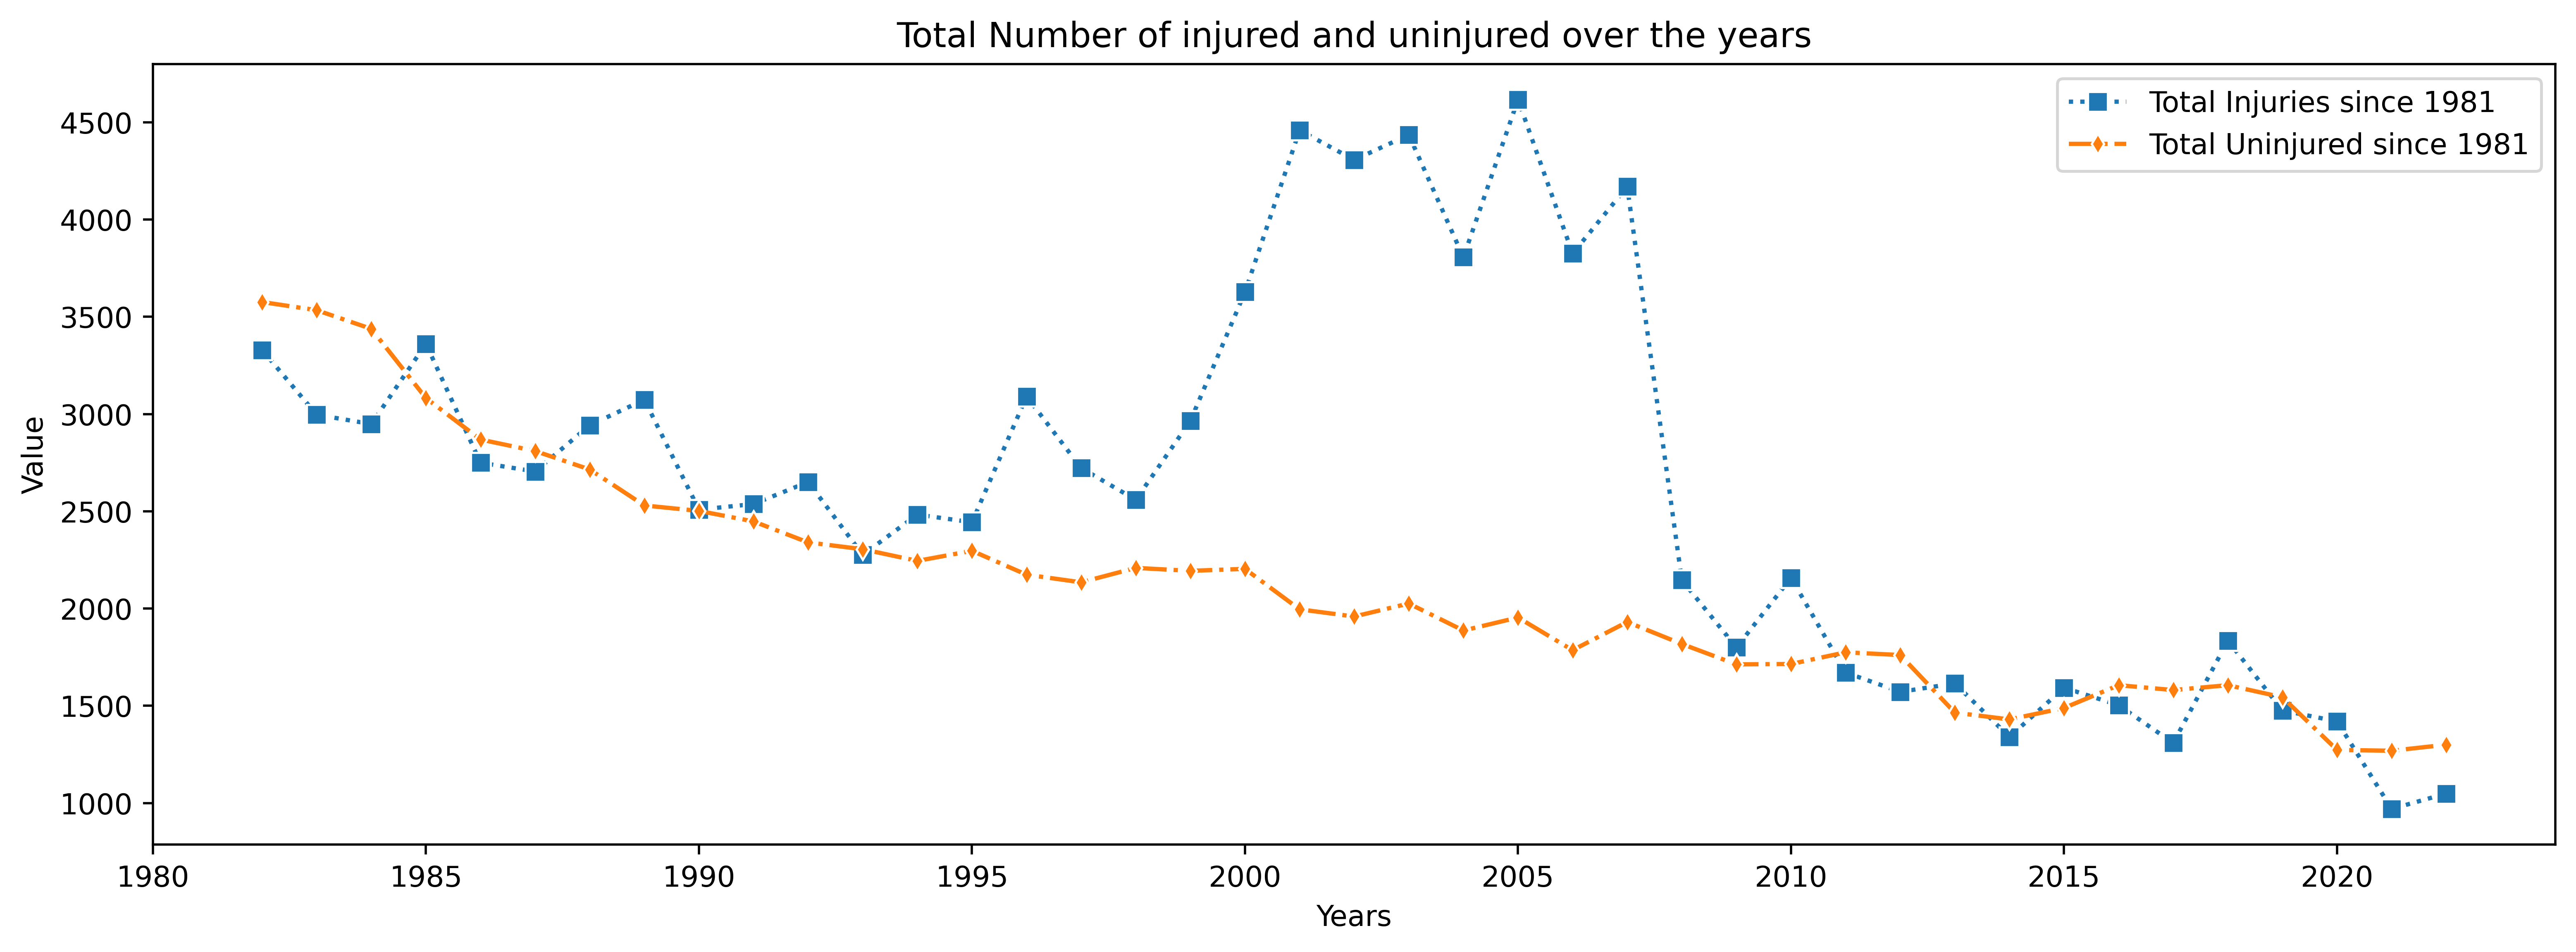 Total Number of injured and uninjured over the years
Total Injuries since 1981
Total Uninjured since 1981
Value
4500
4000
3500
3000
2500
2000
1500
1000
1980 1985 1990 1995 2000 2005 2010 2015 2020
Years